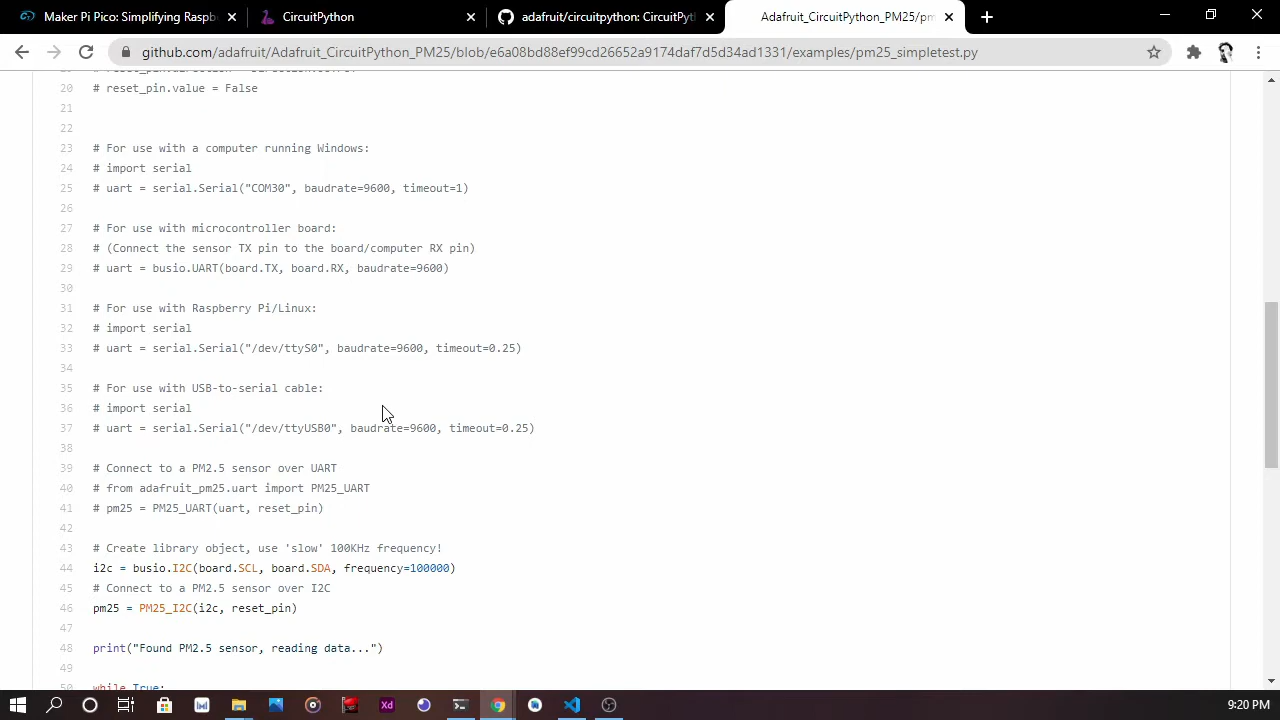 Maker Pi Pico: Simplifying Raspb
CircuitPython
adafruit/circuitpython: CircuitPyt
Adafruit_CircuitPython_PM25/pm
github.com/adafruit/Adafruit_CircuitPython_PM25/blob/e6a08bd88ef99cd26652a9174daf7d5d34ad1331/examples/pm25_simpletest.py
20 # reset_pin.value = False
21
22
23 # For use with a computer running Windows:
24 # import serial
25 # uart = serial.Serial("COM30", baudrate=9600, timeout=1)
26
27 # For use with microcontroller board:
28 # (Connect the sensor TX pin to the board/computer RX pin)
29 # uart = busio.UART(board.TX, board.RX, baudrate=9600)
30
31 # For use with Raspberry Pi/Linux:
32 # import serial
33 # uart = serial.Serial("/dev/ttyS0", baudrate=9600, timeout=0.25)
34
35 # For use with USB-to-serial cable:
36 # import serial
37 # uart = serial.Serial("/dev/ttyUSB0", baudrate=9600, timeout=0.25)
38
39 # Connect to a PM2.5 sensor over UART
40 # from adafruit_pm25.uart import PM25_UART
41 # pm25 = PM25_UART(uart, reset_pin)
42
43 # Create library object, use 'slow' 100KHz frequency!
44 i2c = busio.I2C(board.SCL, board.SDA, frequency=100000)
45 # Connect to a PM2.5 sensor over I2C
46 pm25 = PM25_I2C(i2c, reset_pin)
47
48 print("Found PM2.5 sensor, reading data...")
49
50 while True:
Xd
9:20 PM